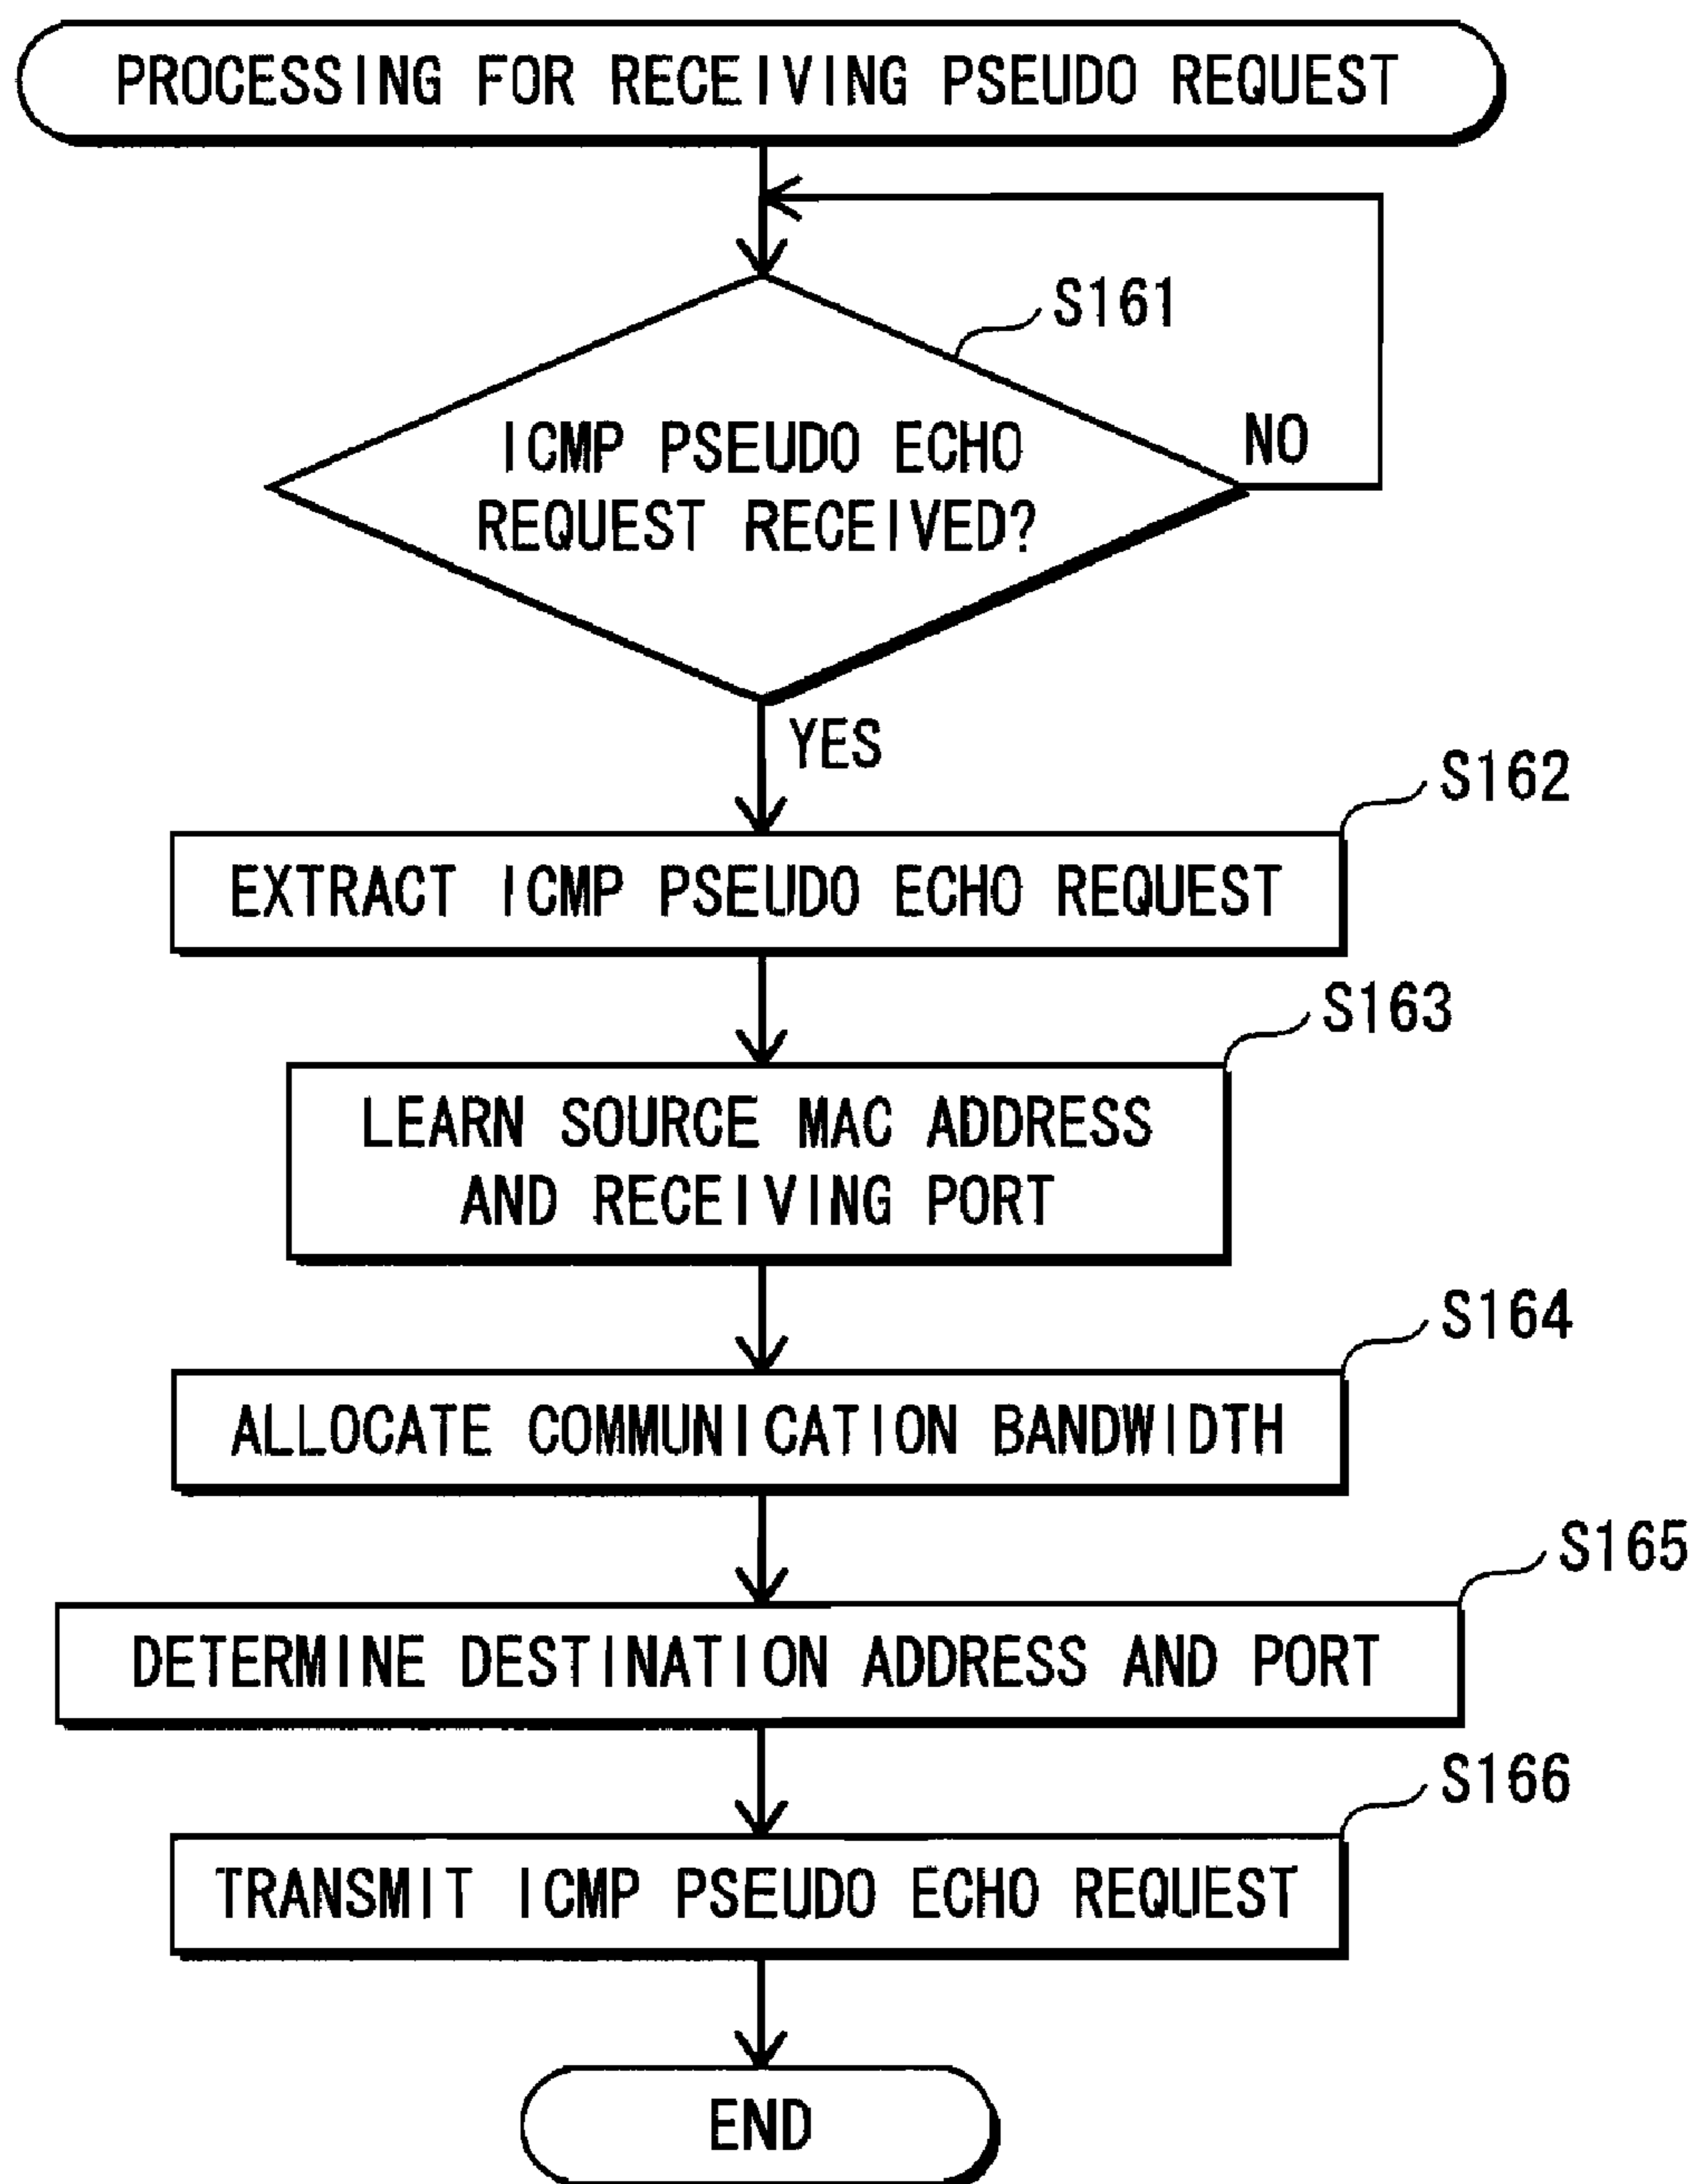 PROCESSING FOR RECEIVING PSEUDO REQUEST
S161
ICMP PSEUDO ECHO
REQUEST RECEIVED?
NO
YES
S162
EXTRACT ICMP PSEUDO ECHO REQUEST
S163
LEARN SOURCE MAC ADDRESS
AND RECEIVING PORT
S164
ALLOCATE COMMUNICATION BANDWIDTH
S165
DETERMINE DESTINATION ADDRESS AND PORT
S166
TRANSMIT ICMP PSEUDO ECHO REQUEST
END